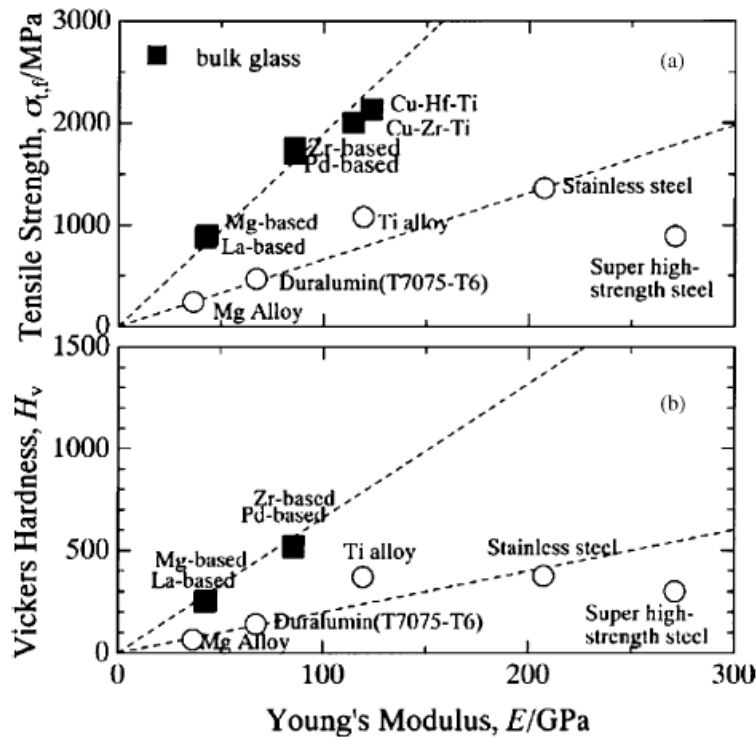 3000
bulk glass
(a)
Cu-Hf-Ti
2000
Cu-Zr-Ti
Zr-based
Pd-based
Stainless steel
Mg-based
1000
Ti alloy
La-based
Super high-
strength steel
Duralumin(T7075-T6)
Mg Alloy
0
Tensile Strength, σt,f/MPa
1500
(b)
1000
Zr-based
Pd-based
Mg-based
500
Ti alloy
Stainless steel
La-based
Duralumin(T7075-T6)
Super high-
strength steel
Mg Alloy
0
Vickers Hardness, Hv
0 100 200 300
Young's Modulus, E/GPa